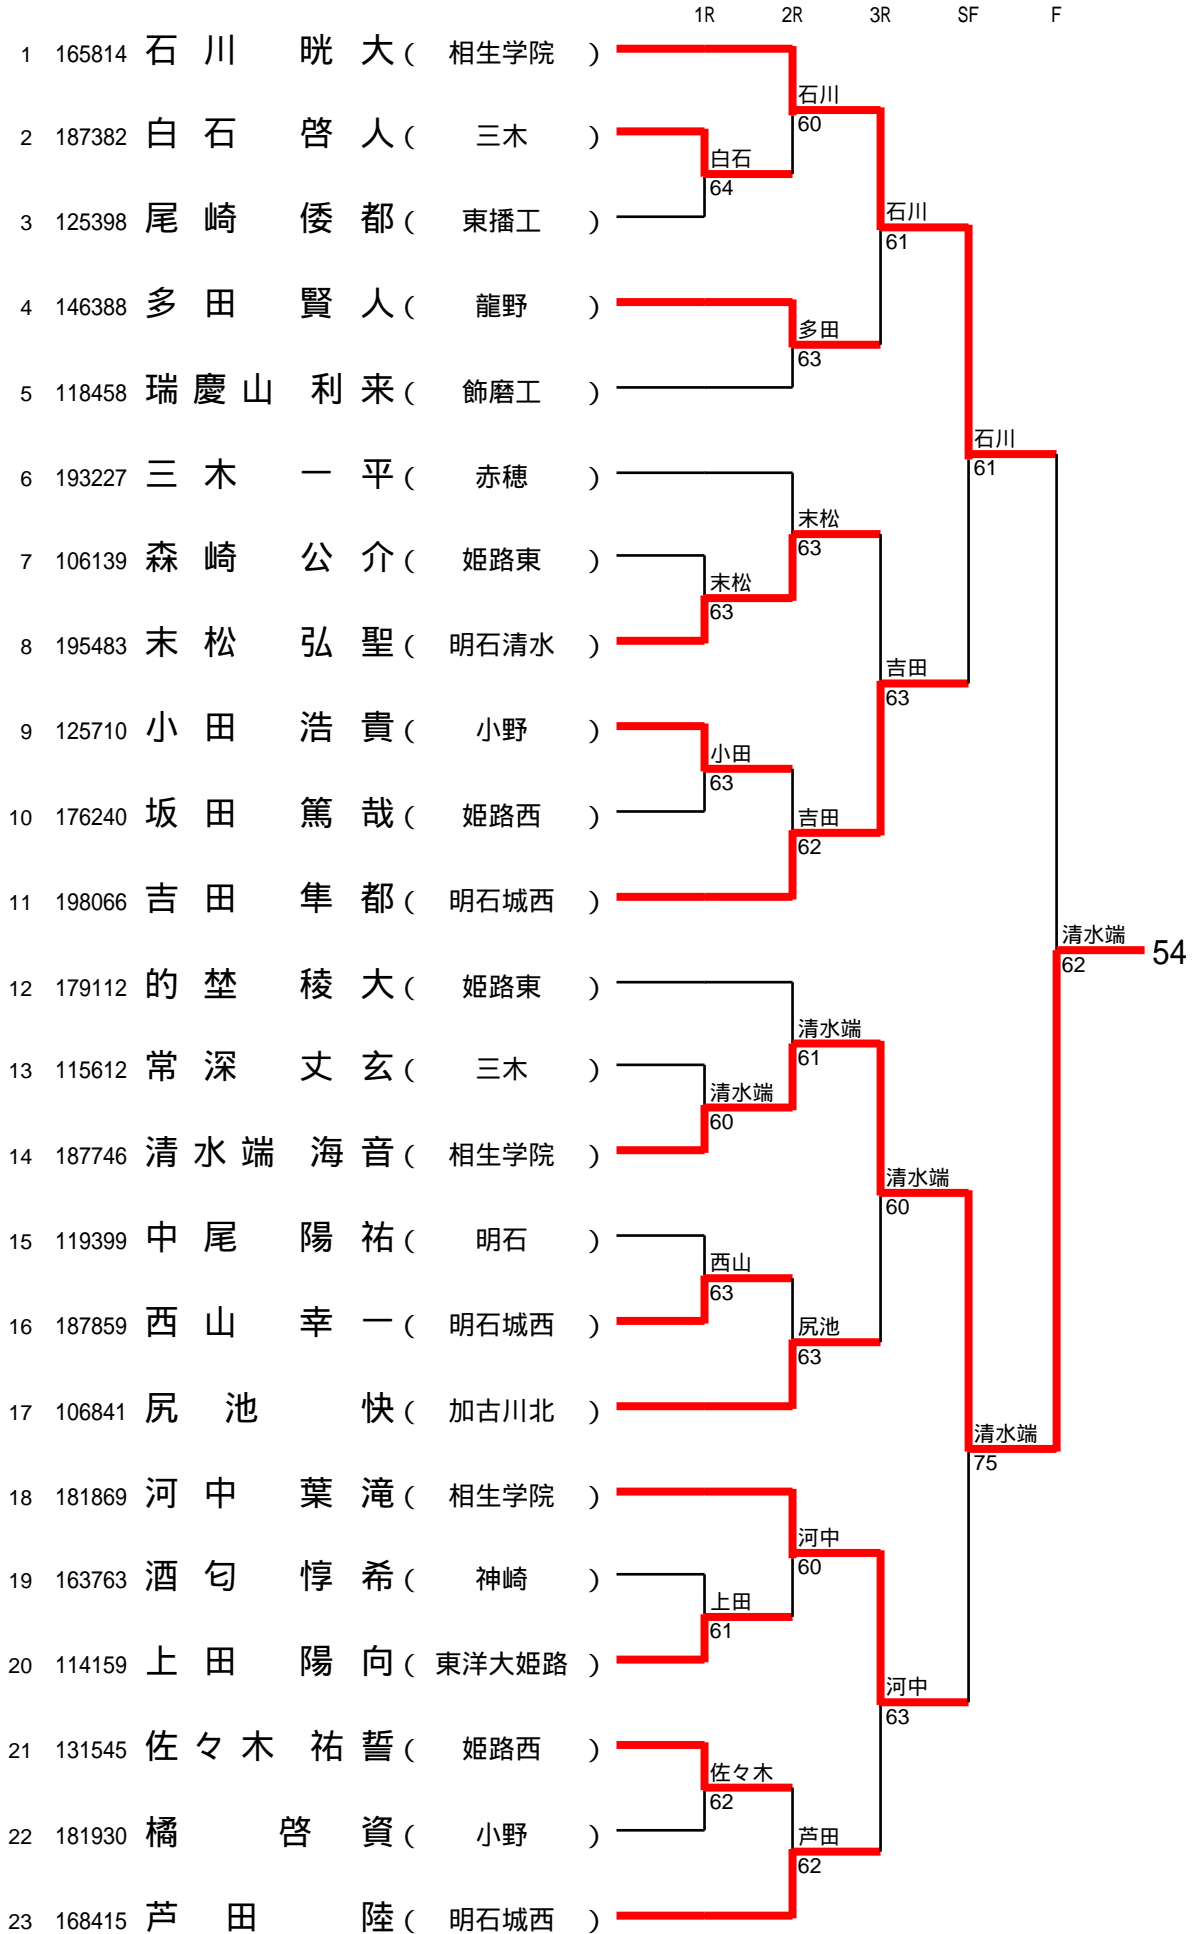 1R 2R 3R SF F
1 165814 石川 晄大 ( 相生学院 )
石川
60
2 187382 白石 啓人 ( 三木 )
白石
64
3 125398 尾崎 倭都 ( 東播工 )
石川
61
4 146388 多田 賢人 ( 龍野 )
多田
63
5 118458 瑞慶山 利来 ( 飾磨工 )
石川
61
6 193227 三木 一平 ( 赤穂 )
末松
63
7 106139 森崎 公介 ( 姫路東 )
末松
63
8 195483 末松 弘聖 ( 明石清水 )
吉田
63
9 125710 小田 浩貴 ( 小野 )
小田
63
10 176240 坂田 篤哉 ( 姫路西 )
吉田
62
11 198066 吉田 隼都 ( 明石城西 )
清水端
62
54
12 179112 的埜 稜大 ( 姫路東 )
清水端
61
13 115612 常深 丈玄 ( 三木 )
清水端
60
14 187746 清水端 海音 ( 相生学院 )
清水端
60
15 119399 中尾 陽祐 ( 明石 )
西山
63
16 187859 西山 幸一 ( 明石城西 )
尻池
63
17 106841 尻池 快 ( 加古川北 )
清水端
75
18 181869 河中 葉滝 ( 相生学院 )
河中
60
19 163763 酒匂 惇希 ( 神崎 )
上田
61
20 114159 上田 陽向 ( 東洋大姫路 )
河中
63
21 131545 佐々木 祐誓 ( 姫路西 )
佐々木
62
22 181930 橘 啓資 ( 小野 )
芦田
62
23 168415 芦田 陸 ( 明石城西 )